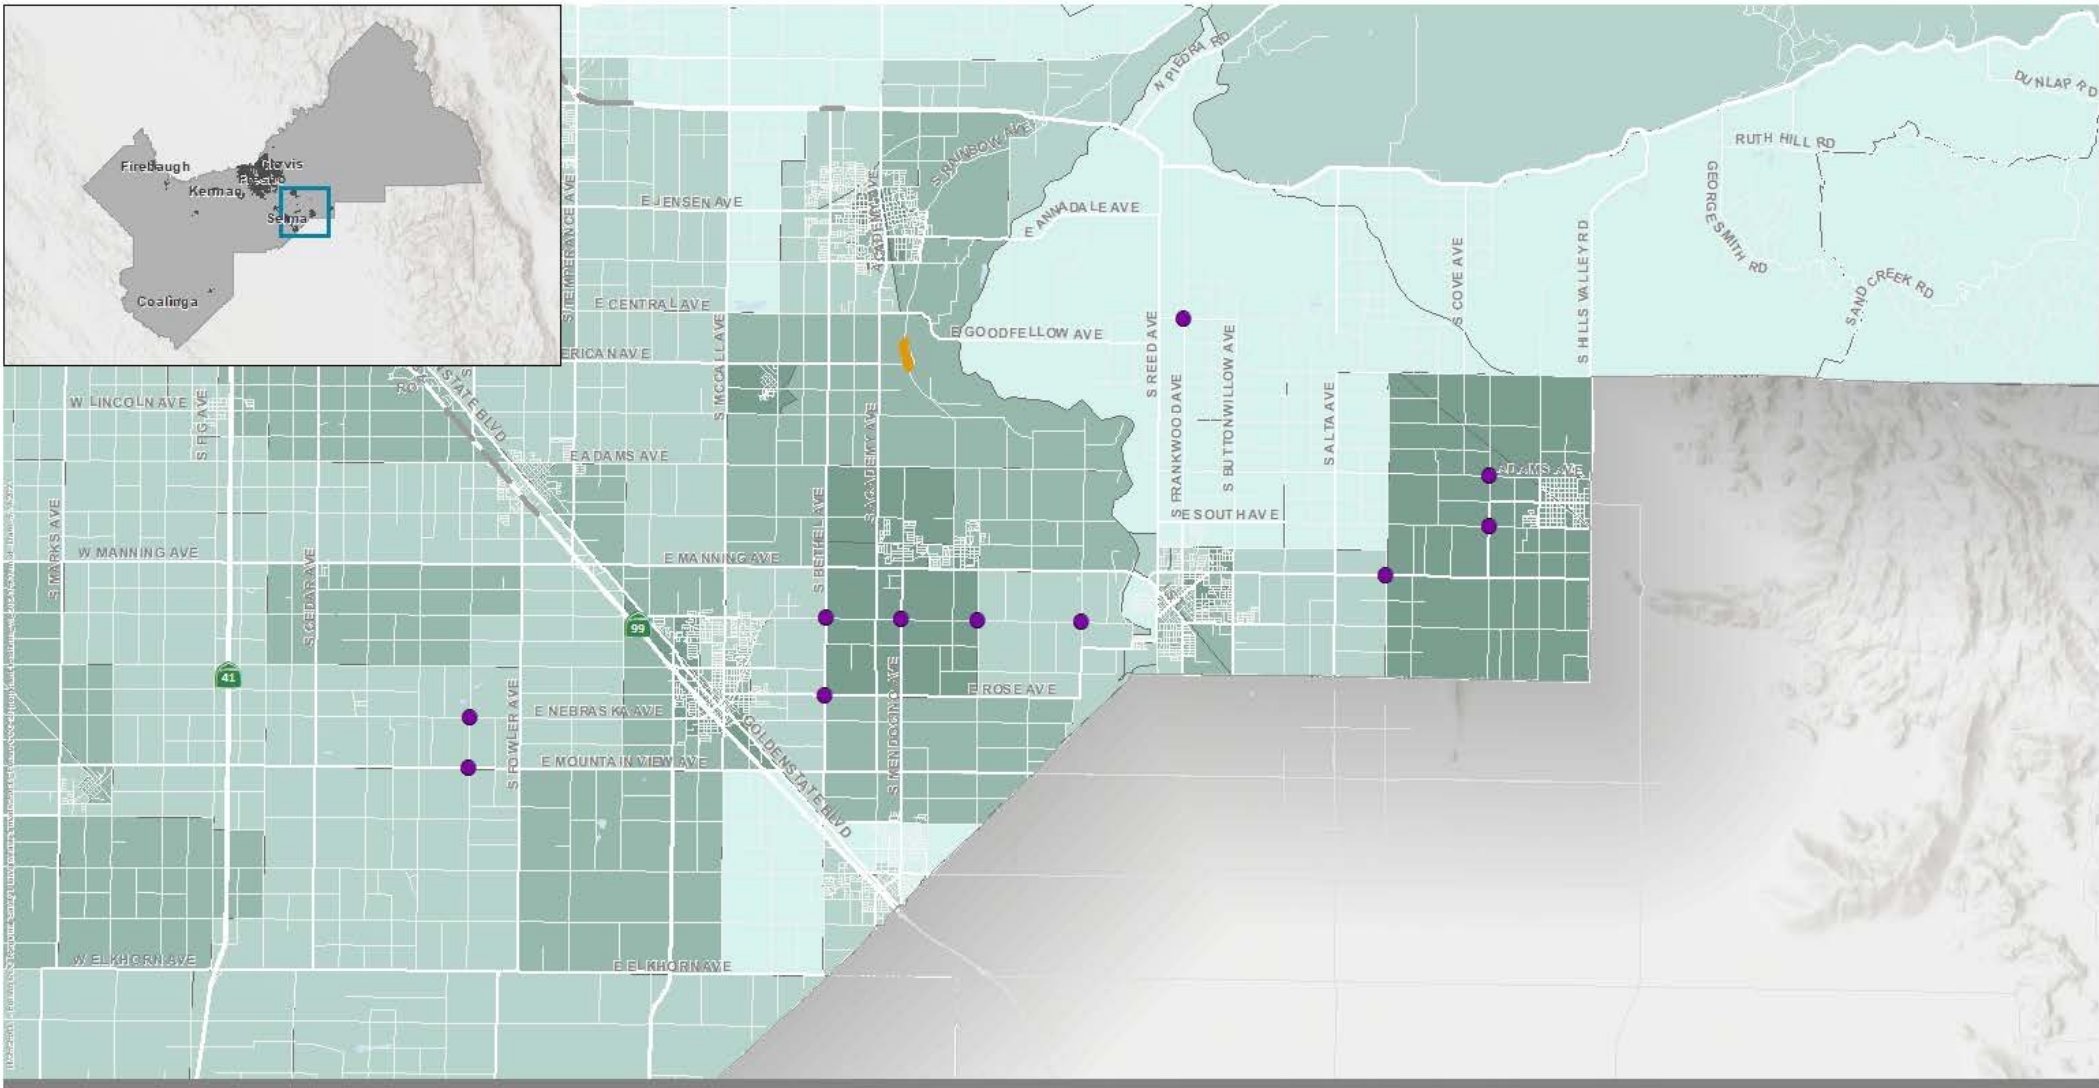 Firebaugh
Clovis
Fresno
Kerman
Selma
Coalinga
N PIEDRA RD
DUNLAP RD
RUTH HILL RD
S RAINBOW AVE
S TEMPERANCE AVE
E JENSEN AVE
ACADEMY AVE
E ANNADALE AVE
GEORGE SMITH RD
S HILLS VALLEY RD
S COVE AVE
SAND CREEK RD
E CENTRAL AVE
S MCCALL AVE
E GOODFELLOW AVE
S REED AVE
S BUTTONWILLOW AVE
ERICAN AVE
W LINCOLN AVE
S FIG AVE
STATE BLVD
S FRANKWOOD AVE
S ALTA AVE
E ADAMS AVE
S ACADEMY AVE
ADAMS AVE
S BETHEL AVE
E SOUTH AVE
S MARKS AVE
W MANNING AVE
S CEDAR AVE
E MANNING AVE
99
41
S MENDOCINO AVE
E ROSE AVE
S FOWLER AVE
E NEBRASKA AVE
GOLDEN STATE BLVD
E MOUNTAIN VIEW AVE
W ELKHORN AVE
E ELKHORN AVE